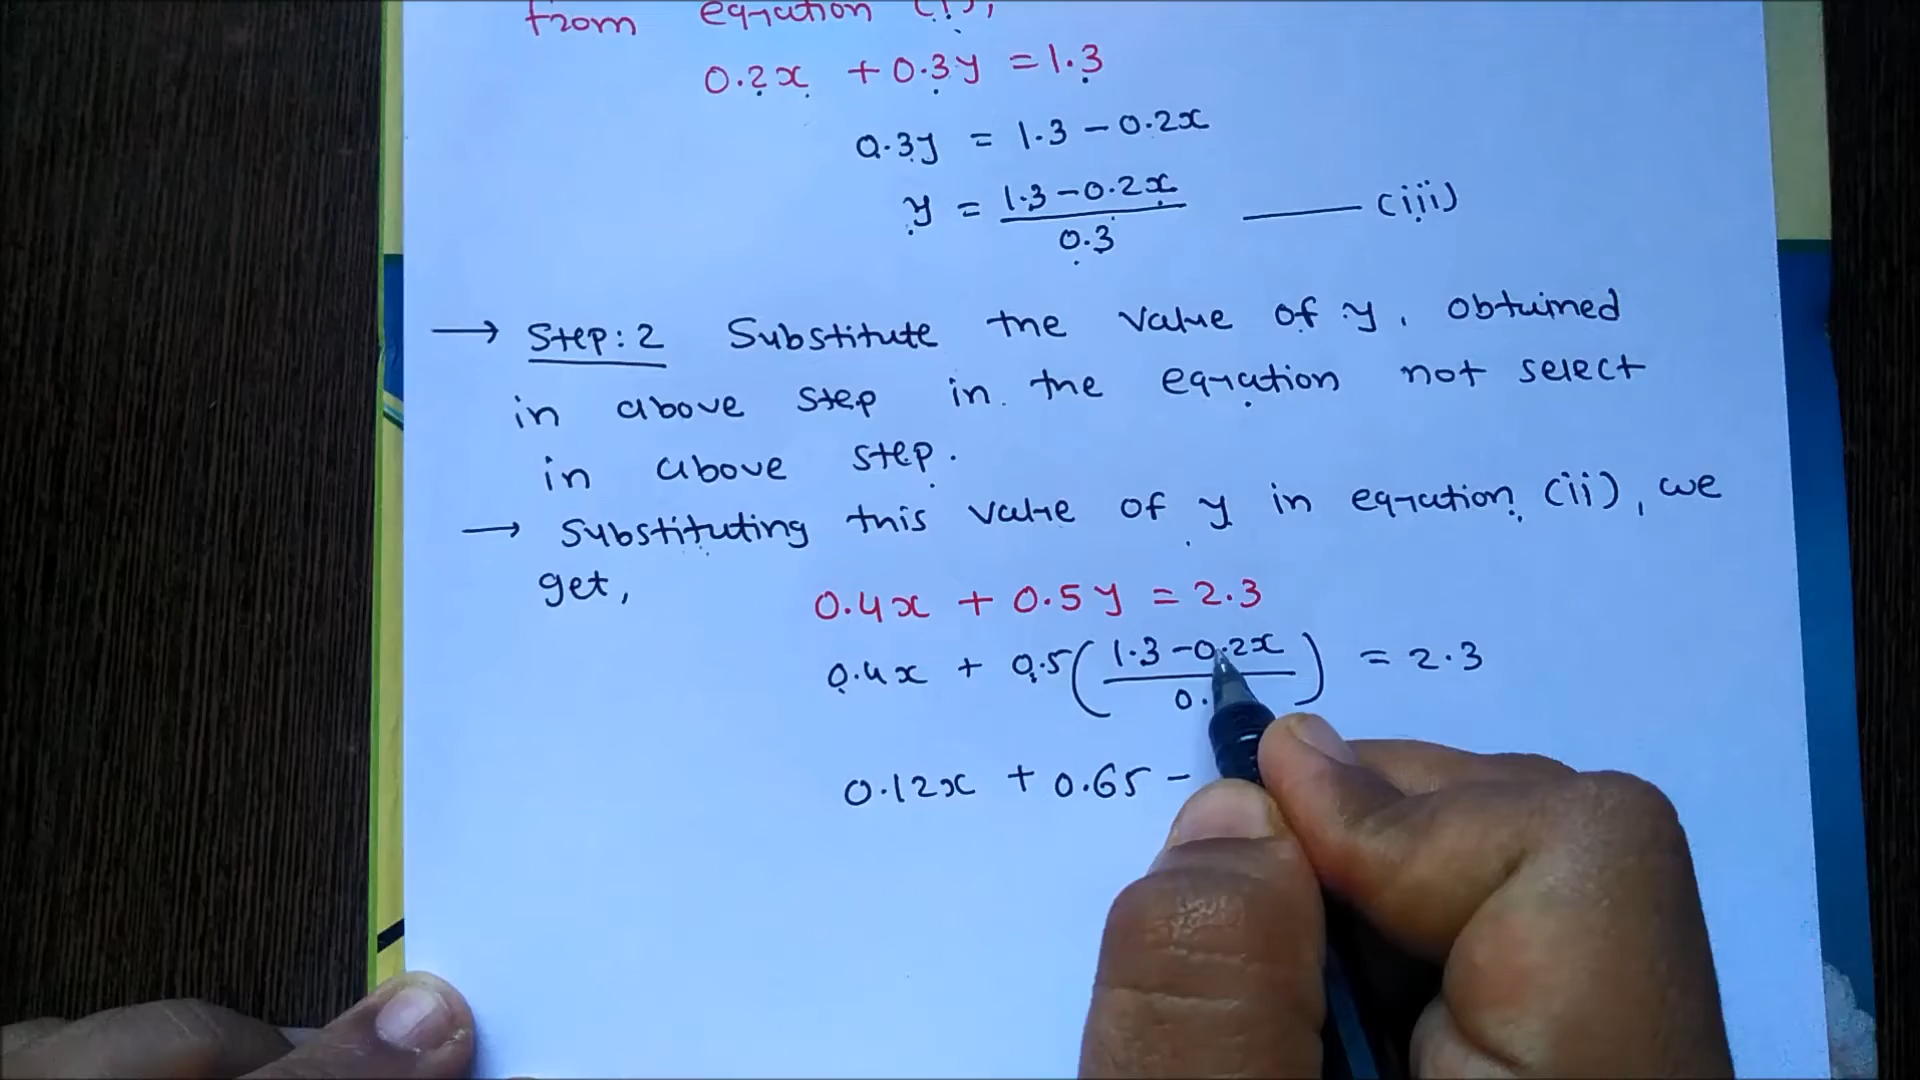 from equation (i),
0.2x + 0.3y = 1.3
0.3y = 1.3 - 0.2x
y = (1.3 - 0.2x)/0.3 —— (iii)
→ Step: 2 Substitute the value of y, obtained
in above step in the equation not select
in above step.
→ Substituting this value of y in equation (ii), we
get,
0.4x + 0.5y = 2.3
0.4x + 0.5((1.3 - 0.2x)/0.) = 2.3
0.12x + 0.65 -